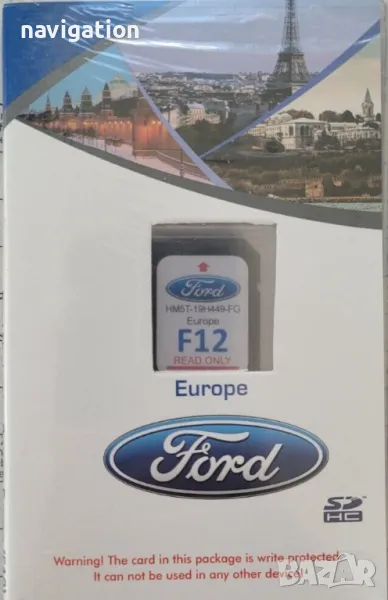 navigation
Ford
HM5T-19H449-FG
Europe
F12
READ ONLY
Europe
Ford
SD
HC
Warning! The card in this package is write protected.
It can not be used in any other device!
BAZAR